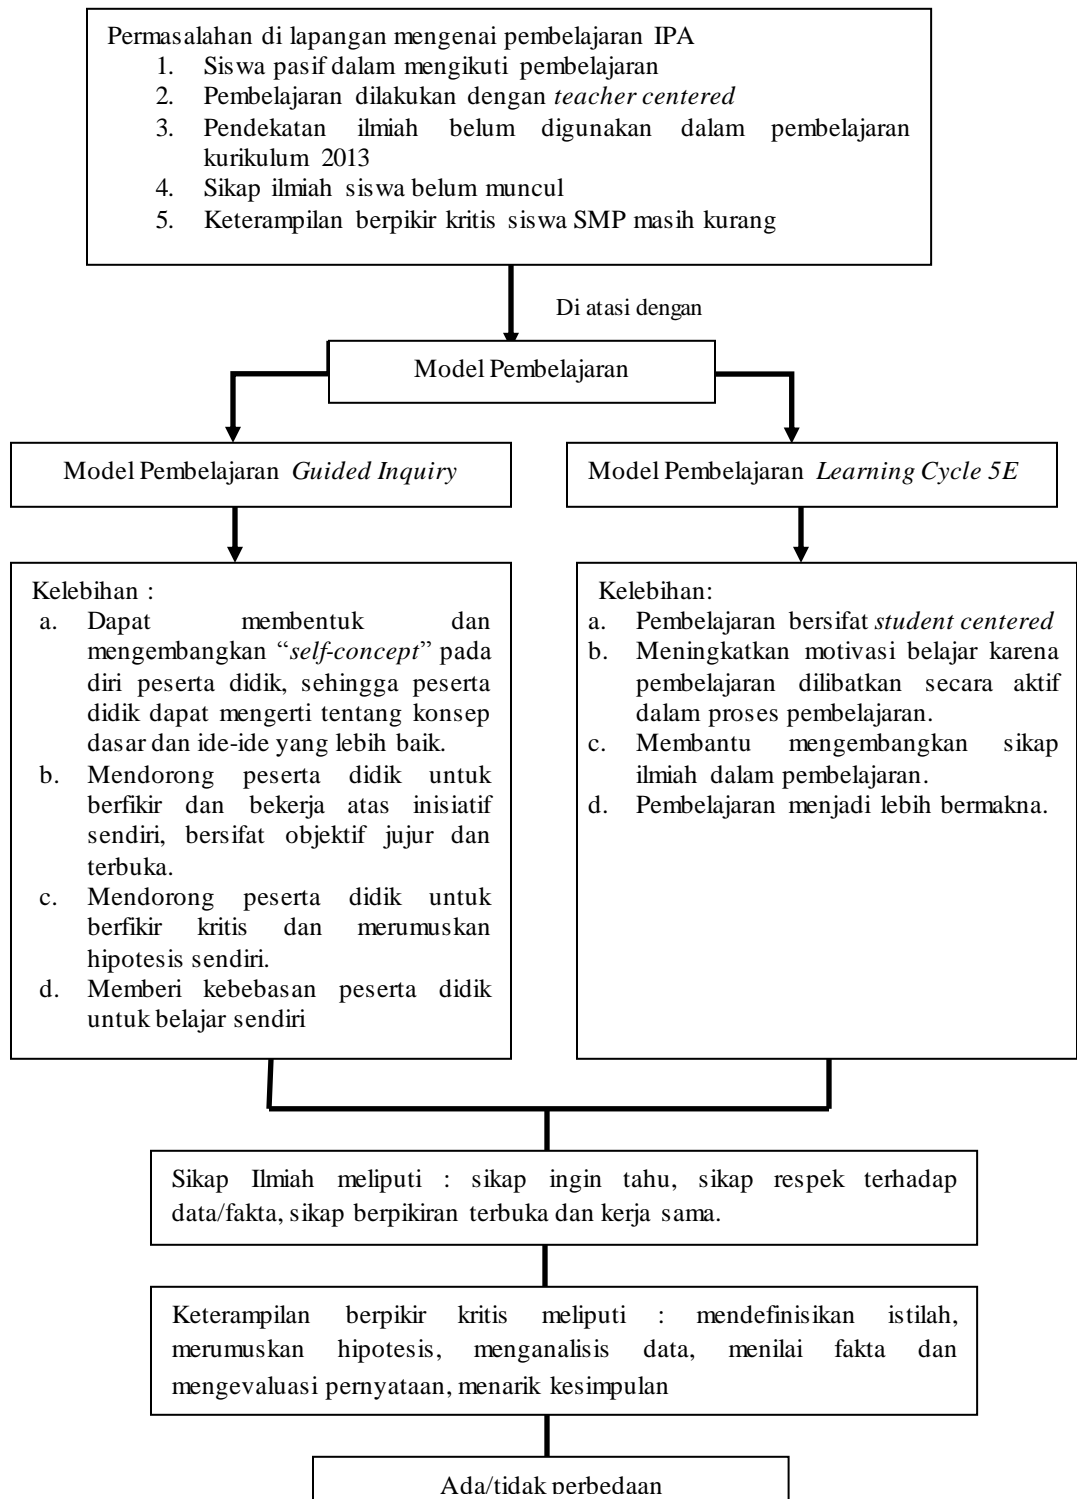 Permasalahan di lapangan mengenai pembelajaran IPA
1. Siswa pasif dalam mengikuti pembelajaran
2. Pembelajaran dilakukan dengan teacher centered
3. Pendekatan ilmiah belum digunakan dalam pembelajaran
kurikulum 2013
4. Sikap ilmiah siswa belum muncul
5. Keterampilan berpikir kritis siswa SMP masih kurang
Di atasi dengan
Model Pembelajaran
Model Pembelajaran Guided Inquiry
Model Pembelajaran Learning Cycle 5E
Kelebihan :
a. Dapat membentuk dan
mengembangkan “self-concept” pada
diri peserta didik, sehingga peserta
didik dapat mengerti tentang konsep
dasar dan ide-ide yang lebih baik.
b. Mendorong peserta didik untuk
berfikir dan bekerja atas inisiatif
sendiri, bersifat objektif jujur dan
terbuka.
c. Mendorong peserta didik untuk
berfikir kritis dan merumuskan
hipotesis sendiri.
d. Memberi kebebasan peserta didik
untuk belajar sendiri
Kelebihan:
a. Pembelajaran bersifat student centered
b. Meningkatkan motivasi belajar karena
pembelajaran dilibatkan secara aktif
dalam proses pembelajaran.
c. Membantu mengembangkan sikap
ilmiah dalam pembelajaran.
d. Pembelajaran menjadi lebih bermakna.
Sikap Ilmiah meliputi : sikap ingin tahu, sikap respek terhadap
data/fakta, sikap berpikiran terbuka dan kerja sama.
Keterampilan berpikir kritis meliputi : mendefinisikan istilah,
merumuskan hipotesis, menganalisis data, menilai fakta dan
mengevaluasi pernyataan, menarik kesimpulan
Ada/tidak perbedaan